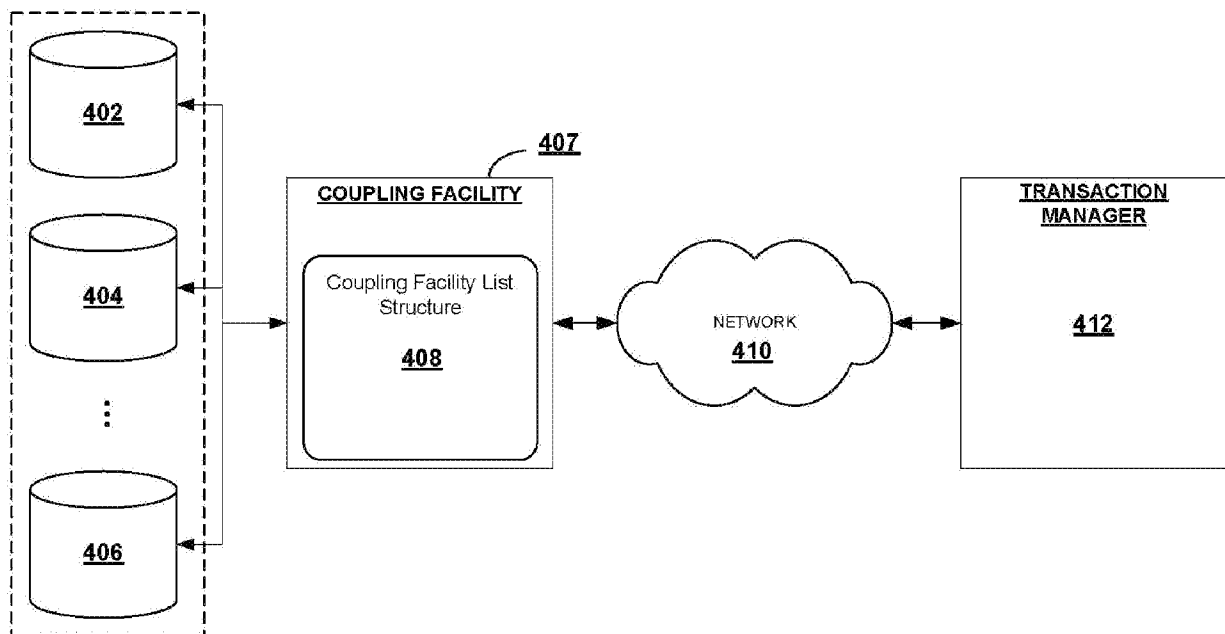 402
404
406
407
COUPLING FACILITY
Coupling Facility List
Structure
408
NETWORK
410
TRANSACTION
MANAGER
412